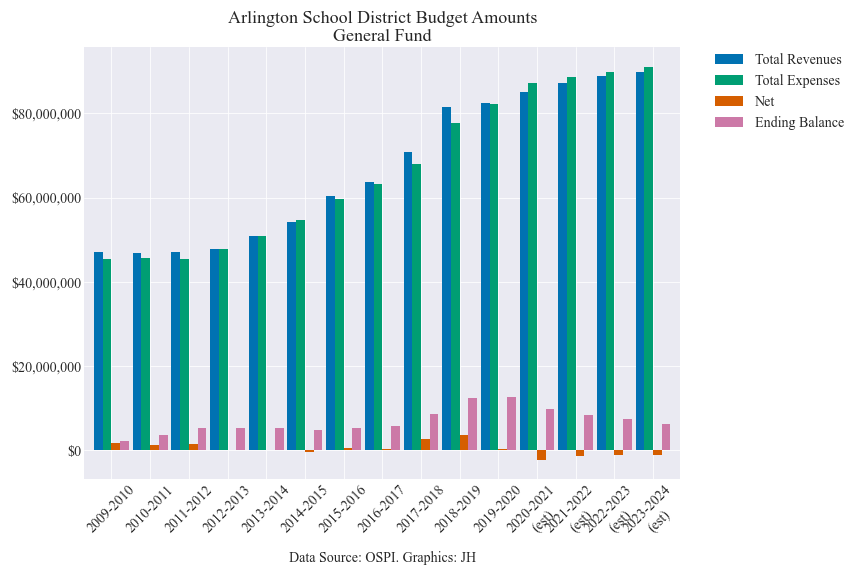 Arlington School District Budget Amounts
General Fund
Total Revenues
Total Expenses
Net
Ending Balance
$80,000,000
$60,000,000
$40,000,000
$20,000,000
$0
2009-2010
2010-2011
2011-2012
2012-2013
2013-2014
2014-2015
2015-2016
2016-2017
2017-2018
2018-2019
2019-2020
2020-2021
(est)
2021-2022
(est)
2022-2023
(est)
2023-2024
(est)
Data Source: OSPI. Graphics: JH